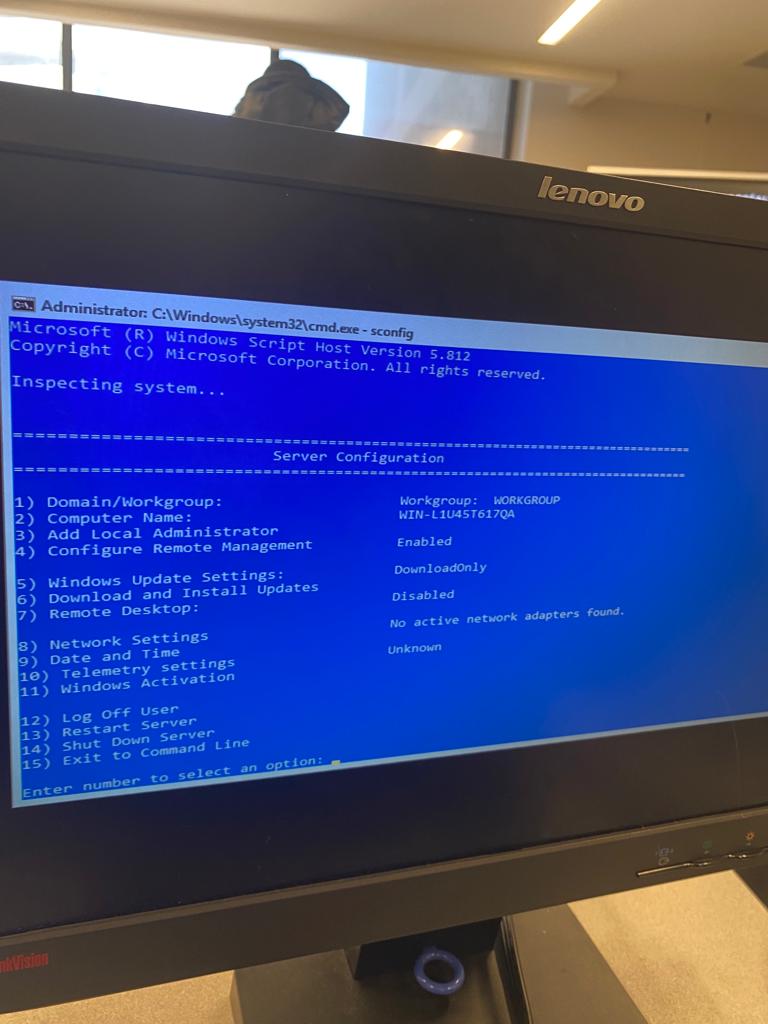 lenovo
Administrator: C:\Windows\system32\cmd.exe - sconfig
Microsoft (R) Windows Script Host Version 5.812
Copyright (C) Microsoft Corporation. All rights reserved.
Inspecting system...
===============================================================================
Server Configuration
===============================================================================
1) Domain/Workgroup: Workgroup: WORKGROUP
2) Computer Name: WIN-L1U45T617QA
3) Add Local Administrator
4) Configure Remote Management Enabled
5) Windows Update Settings: DownloadOnly
6) Download and Install Updates
7) Remote Desktop: Disabled
8) Network Settings No active network adapters found.
9) Date and Time
10) Telemetry settings Unknown
11) Windows Activation
12) Log Off User
13) Restart Server
14) Shut Down Server
15) Exit to Command Line
Enter number to select an option:
nkVision